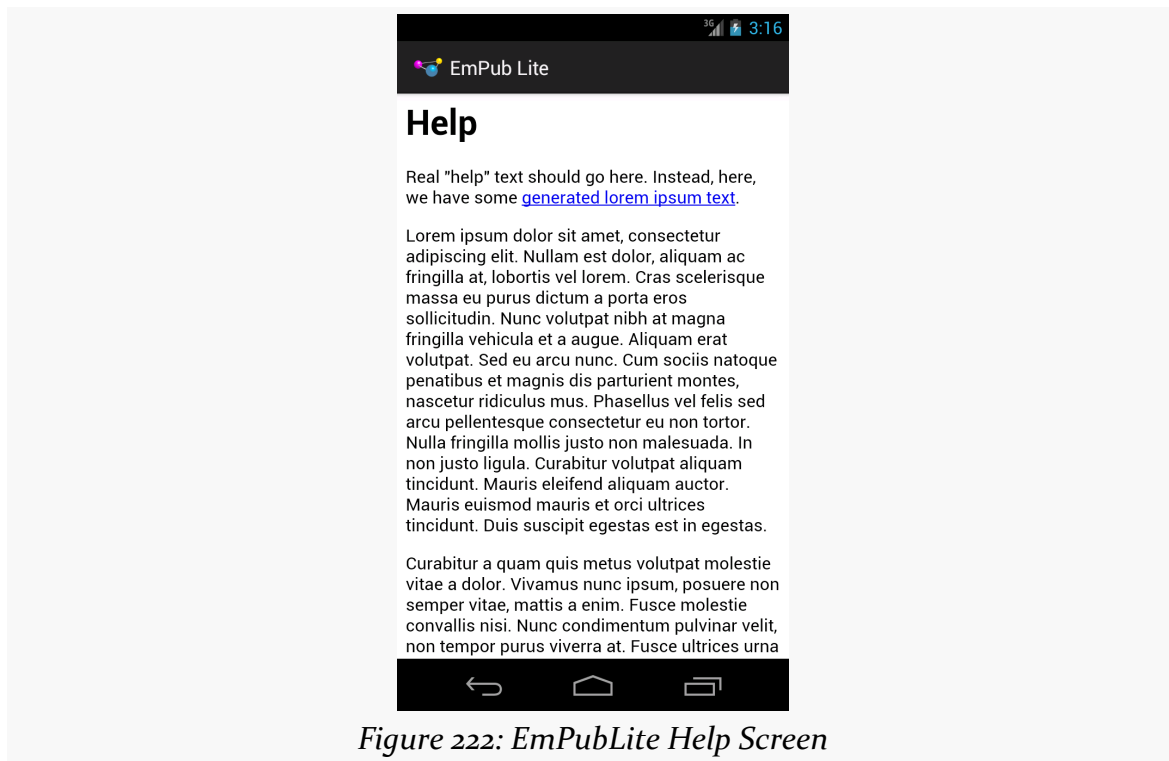 3G 3:16
EmPub Lite
Help
Real "help" text should go here. Instead, here,
we have some generated lorem ipsum text.
Lorem ipsum dolor sit amet, consectetur
adipiscing elit. Nullam est dolor, aliquam ac
fringilla at, lobortis vel lorem. Cras scelerisque
massa eu purus dictum a porta eros
sollicitudin. Nunc volutpat nibh at magna
fringilla vehicula et a augue. Aliquam erat
volutpat. Sed eu arcu nunc. Cum sociis natoque
penatibus et magnis dis parturient montes,
nascetur ridiculus mus. Phasellus vel felis sed
arcu pellentesque consectetur eu non tortor.
Nulla fringilla mollis justo non malesuada. In
non justo ligula. Curabitur volutpat aliquam
tincidunt. Mauris eleifend aliquam auctor.
Mauris euismod mauris et orci ultrices
tincidunt. Duis suscipit egestas est in egestas.
Curabitur a quam quis metus volutpat molestie
vitae a dolor. Vivamus nunc ipsum, posuere non
semper vitae, mattis a enim. Fusce molestie
convallis nisi. Nunc condimentum pulvinar velit,
non tempor purus viverra at. Fusce ultrices urna
Figure 222: EmPubLite Help Screen